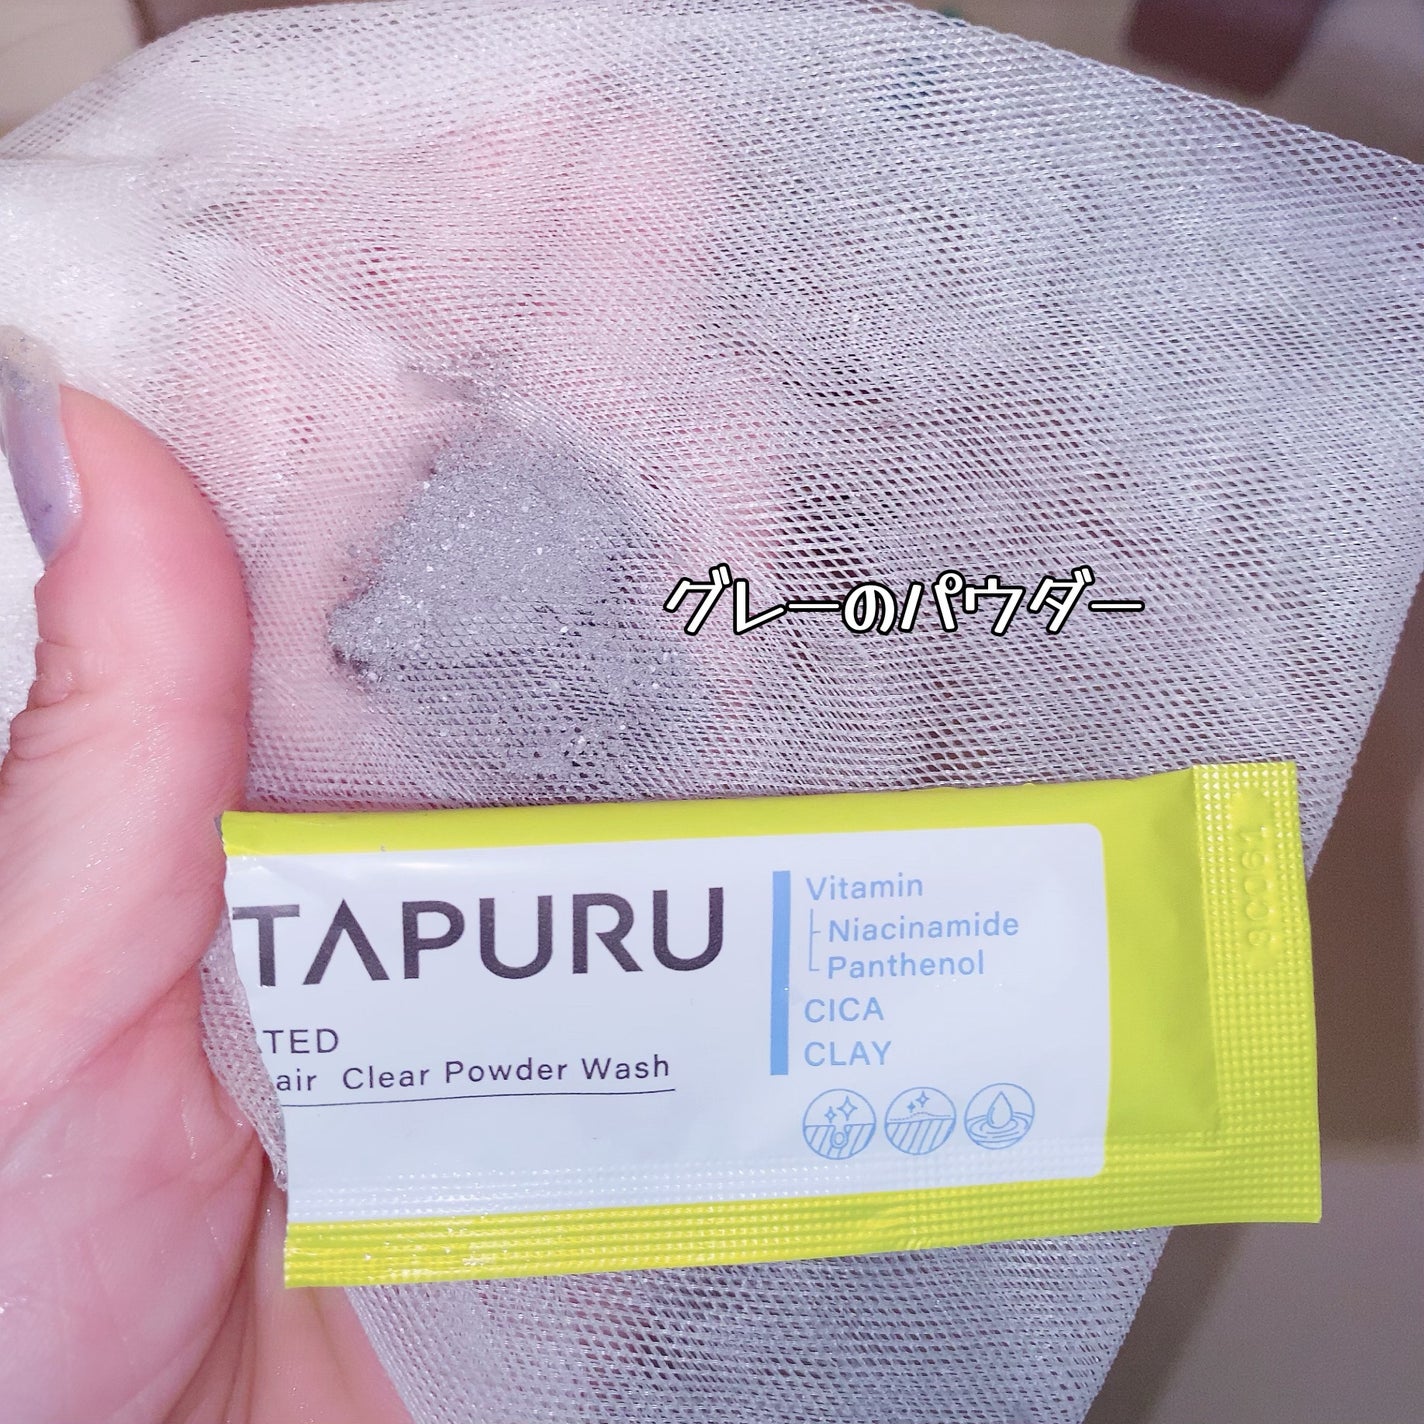 グレーのパウダー
TAPURU
Vitamin
Niacinamide
Panthenol
CICA
CLAY
TED
air Clear Powder Wash
3C061